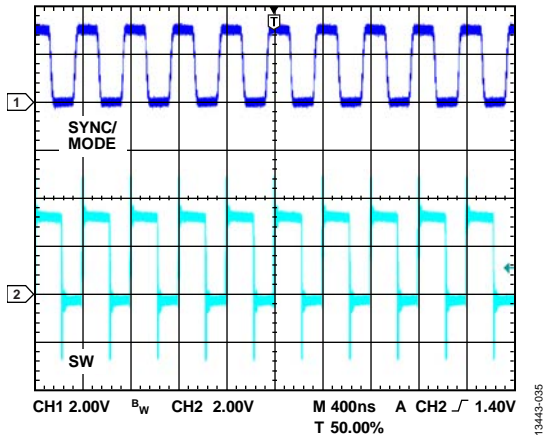 T
1
SYNC/
MODE
2
SW
CH1 2.00V BW CH2 2.00V M 400ns A CH2 1.40V
T 50.00%
13443-035